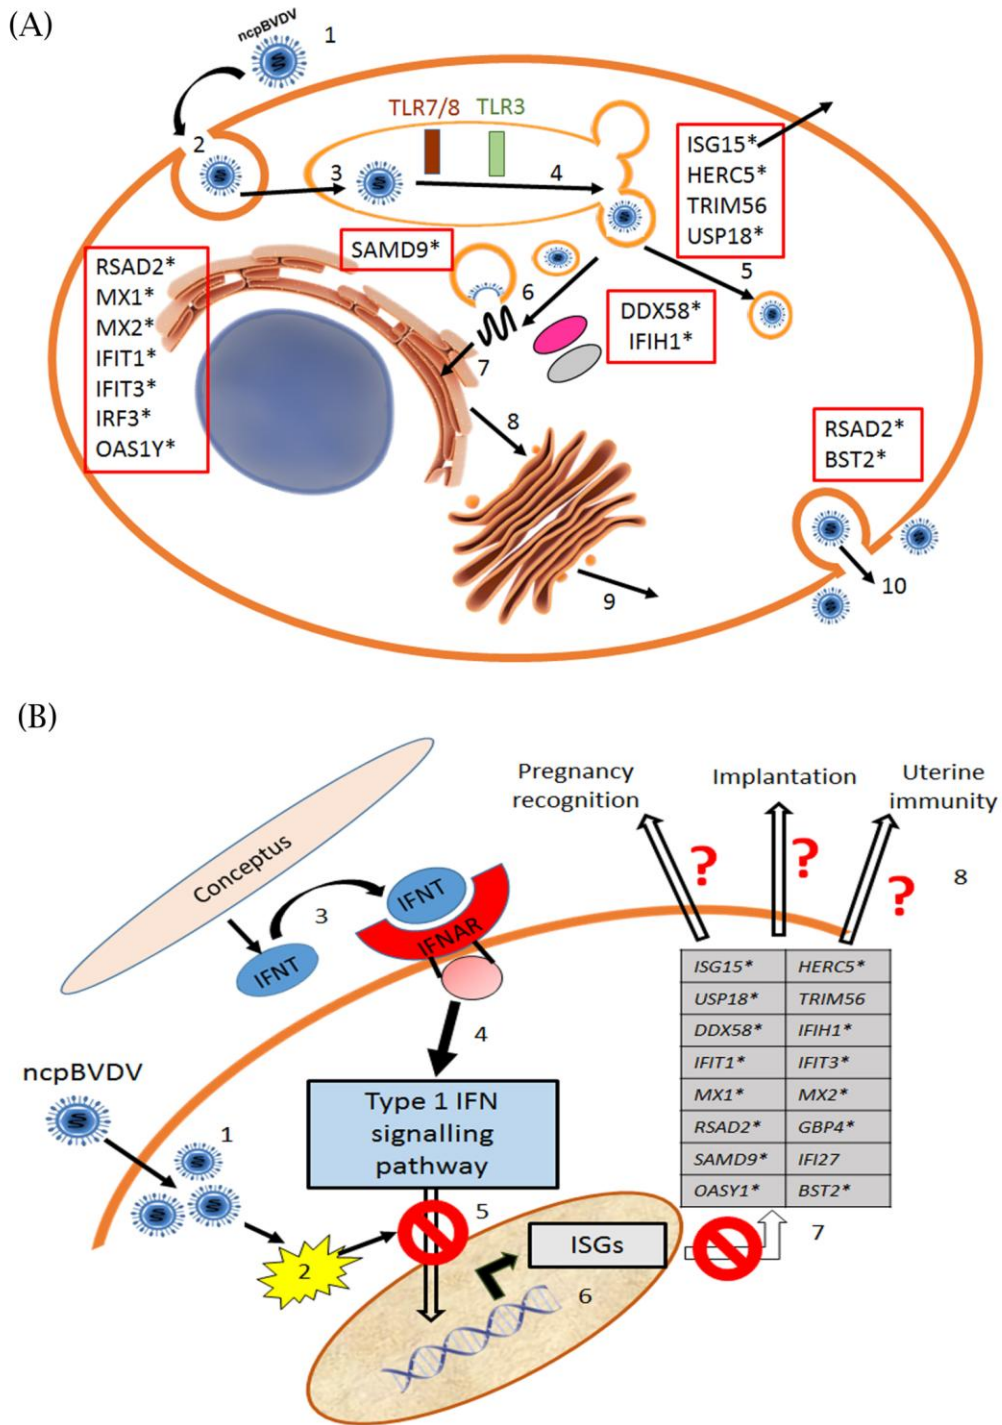 (A)
ncpBVDV
1
2
TLR7/8
TLR3
3
4
ISG15*
HERC5*
TRIM56
USP18*
SAMD9*
RSAD2*
MX1*
MX2*
IFIT1*
IFIT3*
IRF3*
OAS1Y*
5
6
DDX58*
IFIH1*
7
8
RSAD2*
BST2*
9
10
(B)
Pregnancy
recognition
Implantation
Uterine
immunity
Conceptus
IFNT
3
IFNT
IFNAR
?
?
?
8
4
ncpBVDV
1
Type 1 IFN
signalling
pathway
ISG15* HERC5*
USP18* TRIM56
DDX58* IFIH1*
IFIT1* IFIT3*
MX1* MX2*
RSAD2* GBP4*
SAMD9* IFI27
OASY1* BST2*
2
5
ISGs
6
7